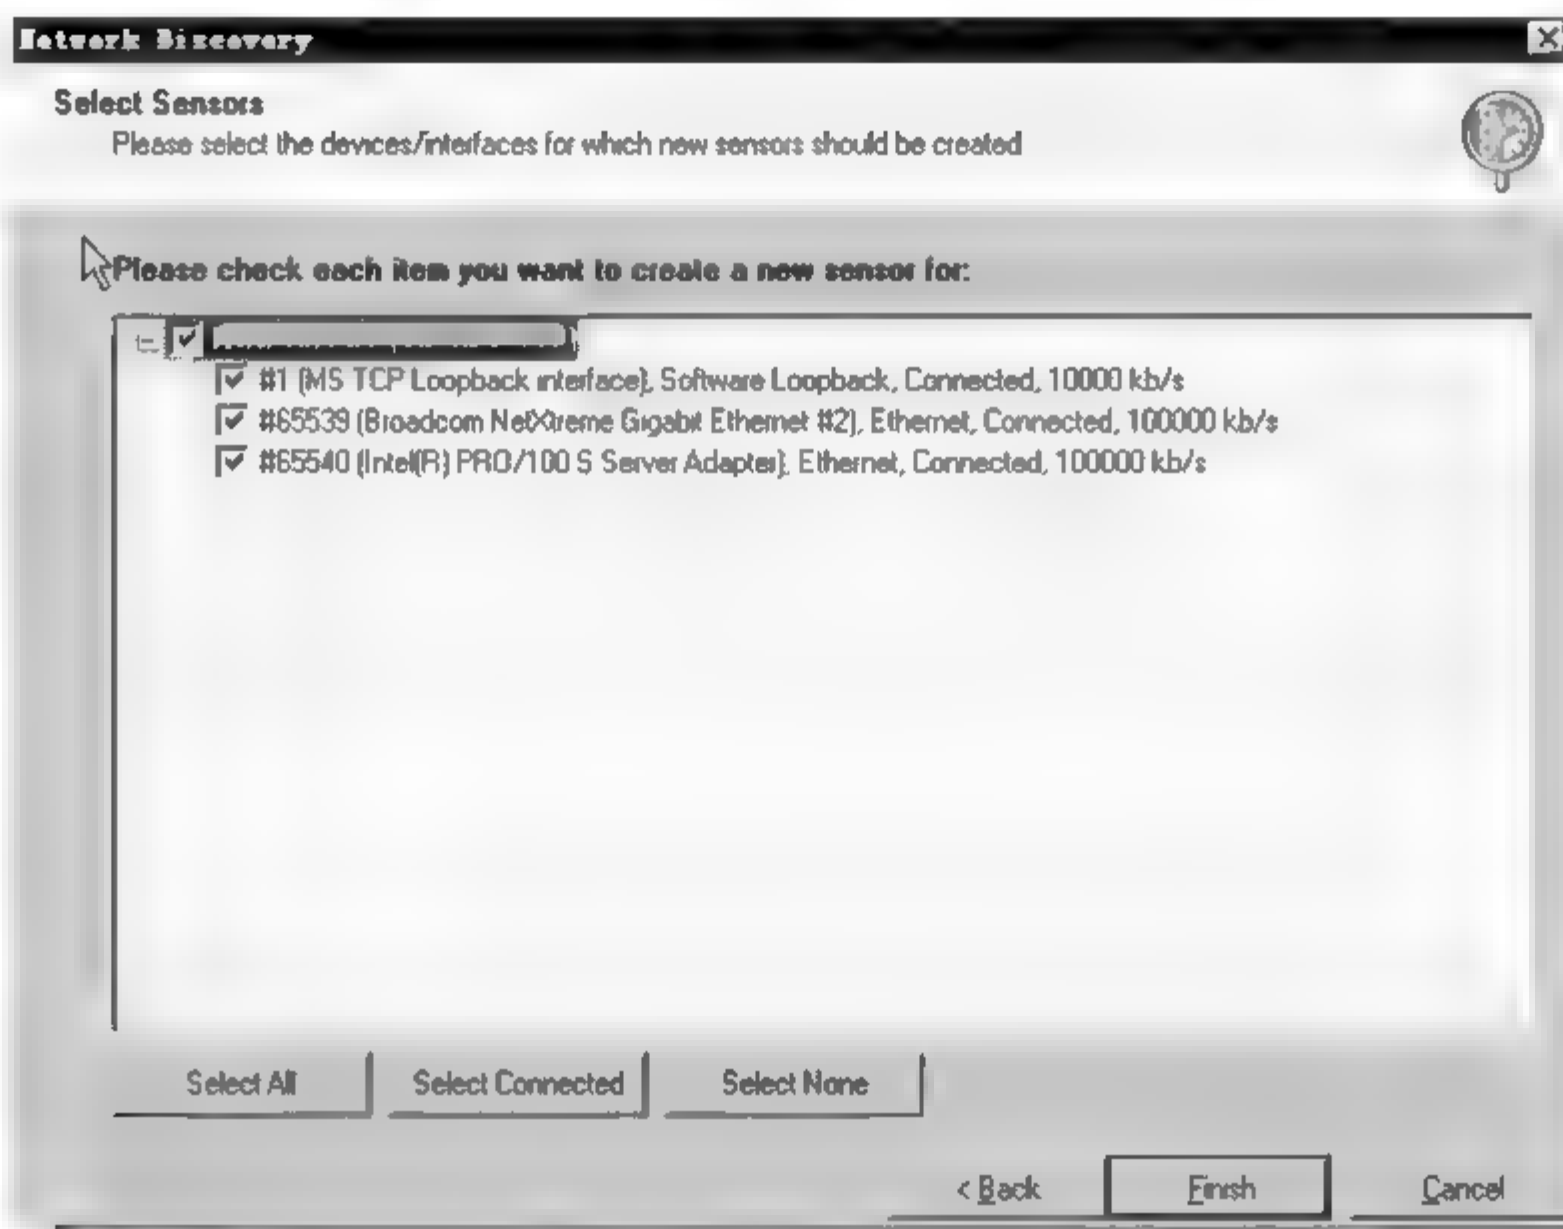 Network Discovery
Select Sensors
Please select the devices/interfaces for which new sensors should be created
Please check each item you want to create a new sensor for:
#1 (MS TCP Loopback interface), Software Loopback, Connected, 10000 kb/s
#65539 (Broadcom NetXtreme Gigabit Ethernet #2), Ethernet, Connected, 100000 kb/s
#65540 (Intel(R) PRO/100 S Server Adapter), Ethernet, Connected, 100000 kb/s
Select All Select Connected Select None
< Back Finish Cancel